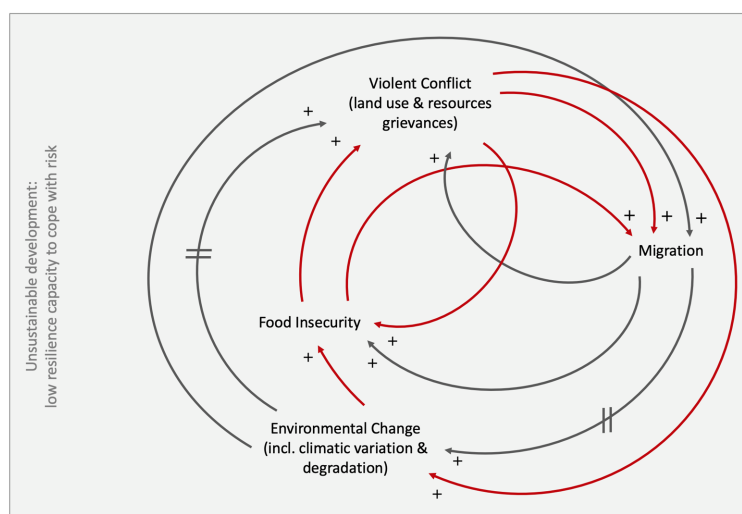 Unsustainable development:
low resilience capacity to cope with risk
Violent Conflict
(land use & resources
grievances)
+
+
+
+
+
+
Migration
Food Insecurity
+
+
+
Environmental Change
(incl. climatic variation &
degradation)
+
+